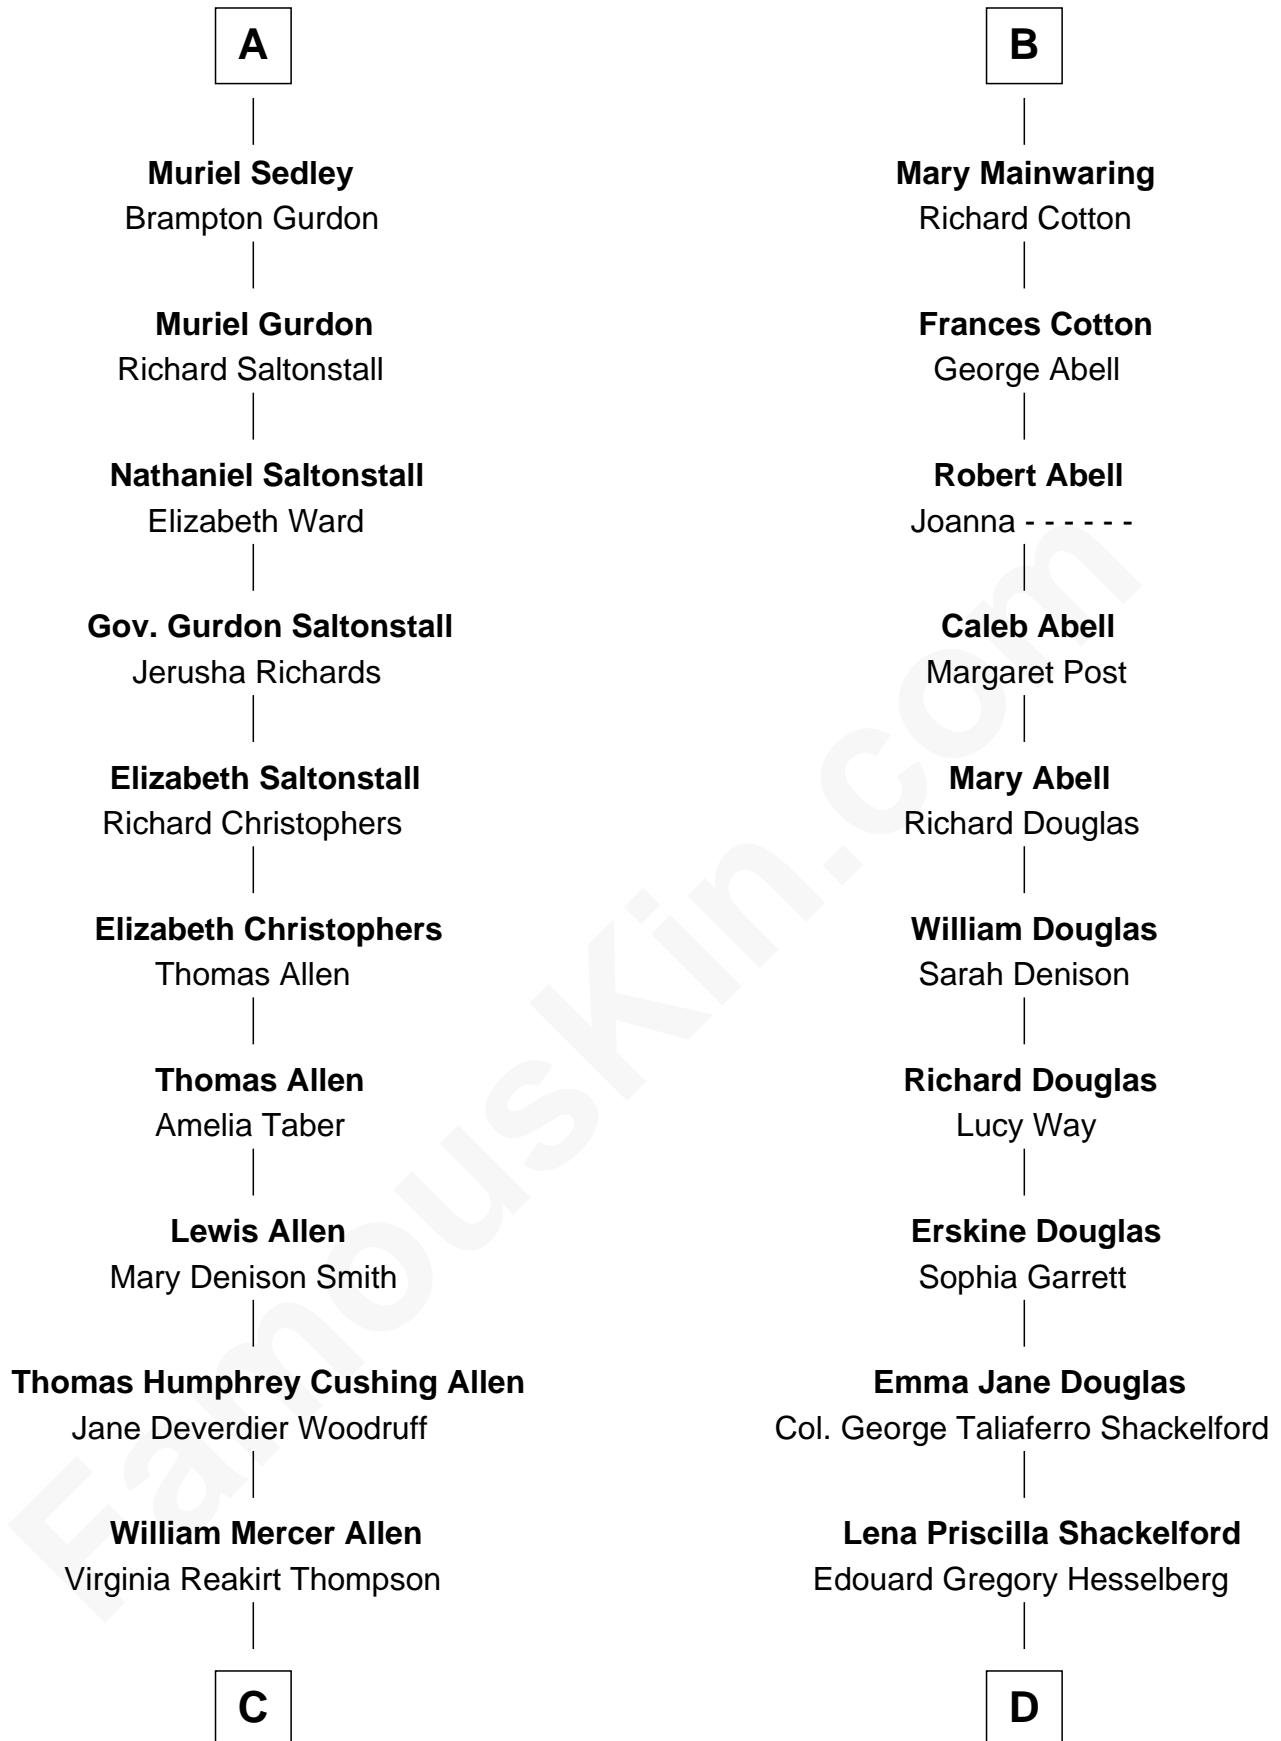 A
Muriel Sedley
Brampton Gurdon
Muriel Gurdon
Richard Saltonstall
Nathaniel Saltonstall
Elizabeth Ward
Gov. Gurdon Saltonstall
Jerusha Richards
Elizabeth Saltonstall
Richard Christophers
Elizabeth Christophers
Thomas Allen
Thomas Allen
Amelia Taber
Lewis Allen
Mary Denison Smith
Thomas Humphrey Cushing Allen
Jane Deverdier Woodruff
William Mercer Allen
Virginia Reakirt Thompson
C
B
Mary Mainwaring
Richard Cotton
Frances Cotton
George Abell
Robert Abell
Joanna - - - - - -
Caleb Abell
Margaret Post
Mary Abell
Richard Douglas
William Douglas
Sarah Denison
Richard Douglas
Lucy Way
Erskine Douglas
Sophia Garrett
Emma Jane Douglas
Col. George Taliaferro Shackelford
Lena Priscilla Shackelford
Edouard Gregory Hesselberg
D
FamousKin.com